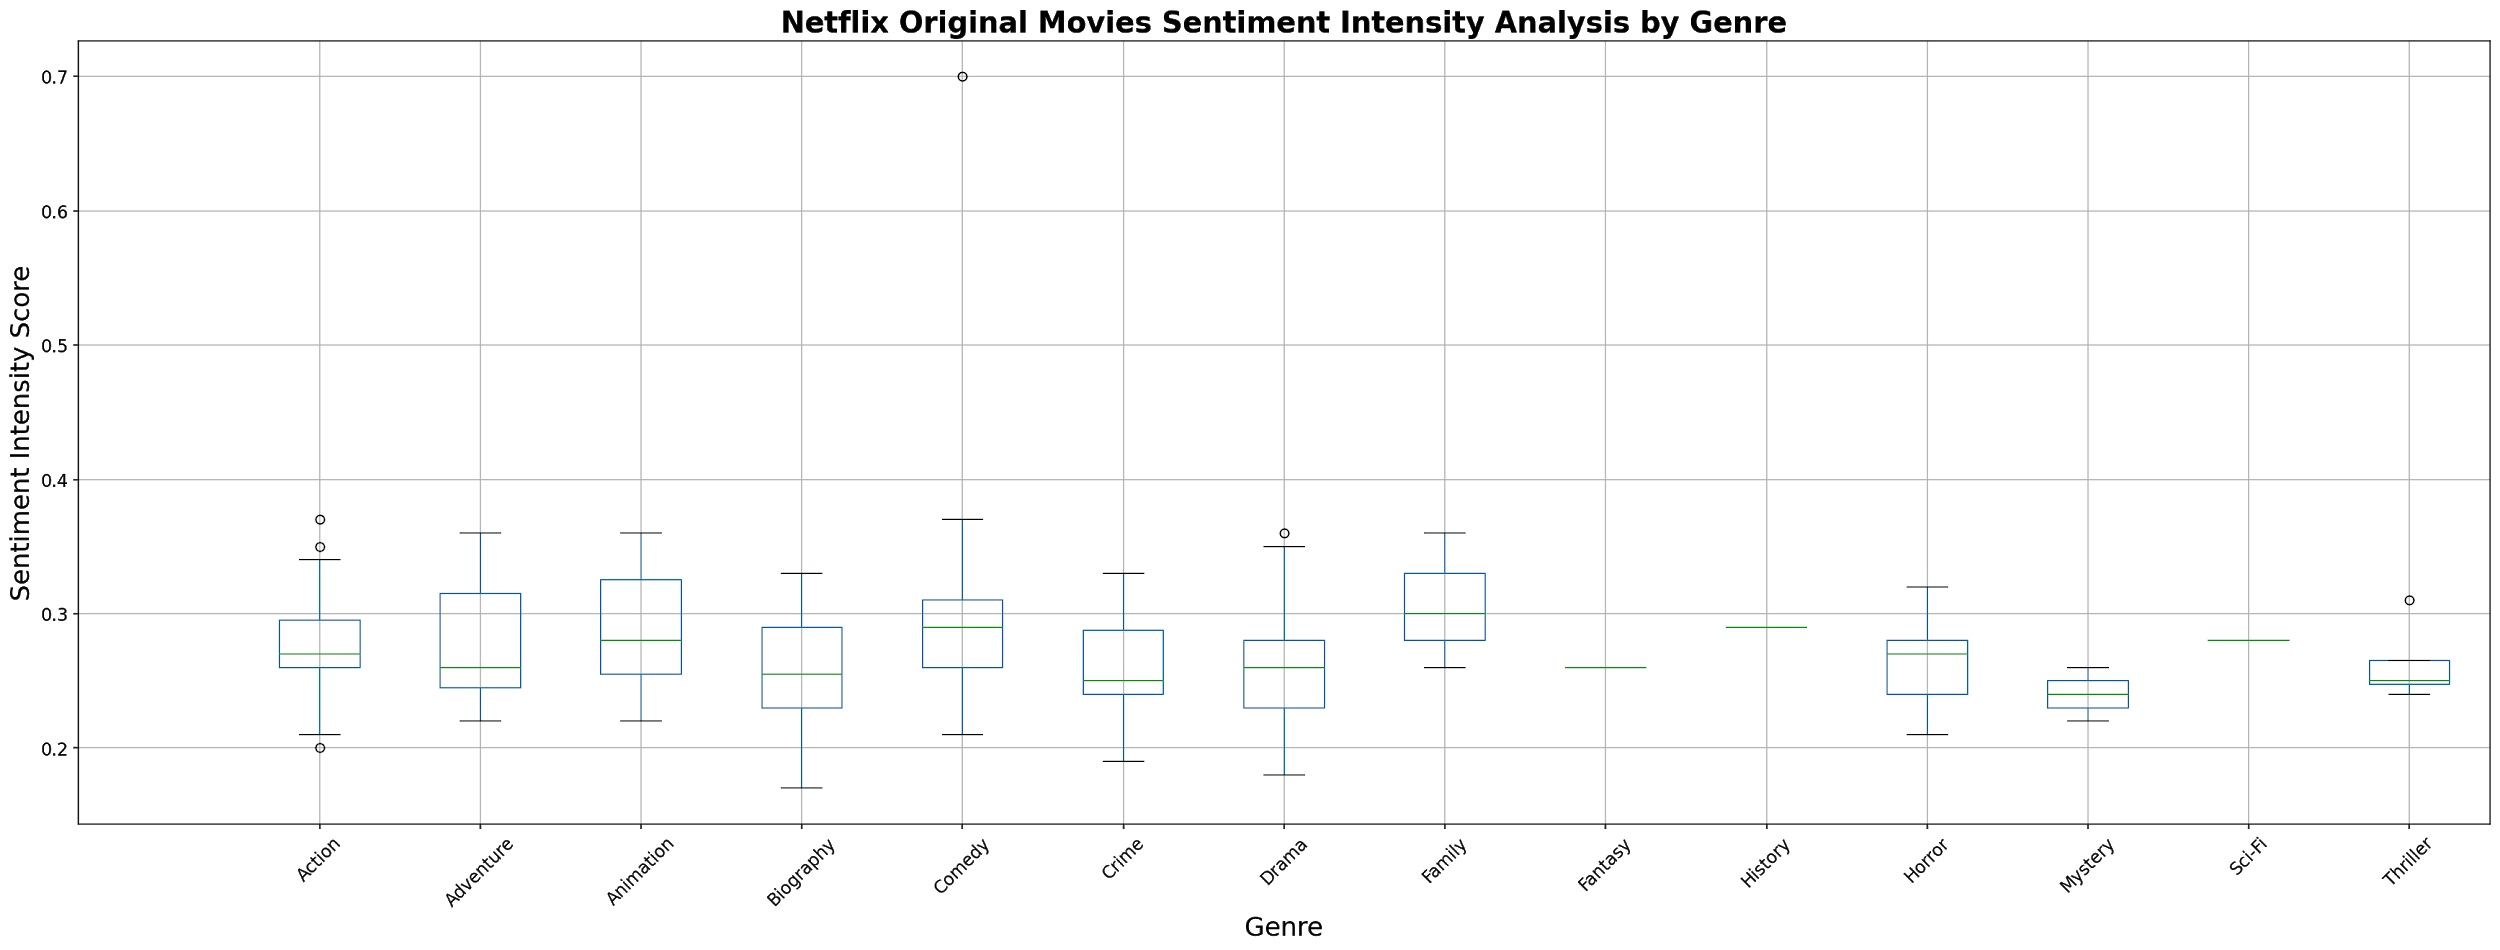 Netflix Original Movies Sentiment Intensity Analysis by Genre
Sentiment Intensity Score
0.7
0.6
0.5
0.4
0.3
0.2
Action
Adventure
Animation
Biography
Comedy
Crime
Drama
Family
Fantasy
History
Horror
Mystery
Sci-Fi
Thriller
Genre